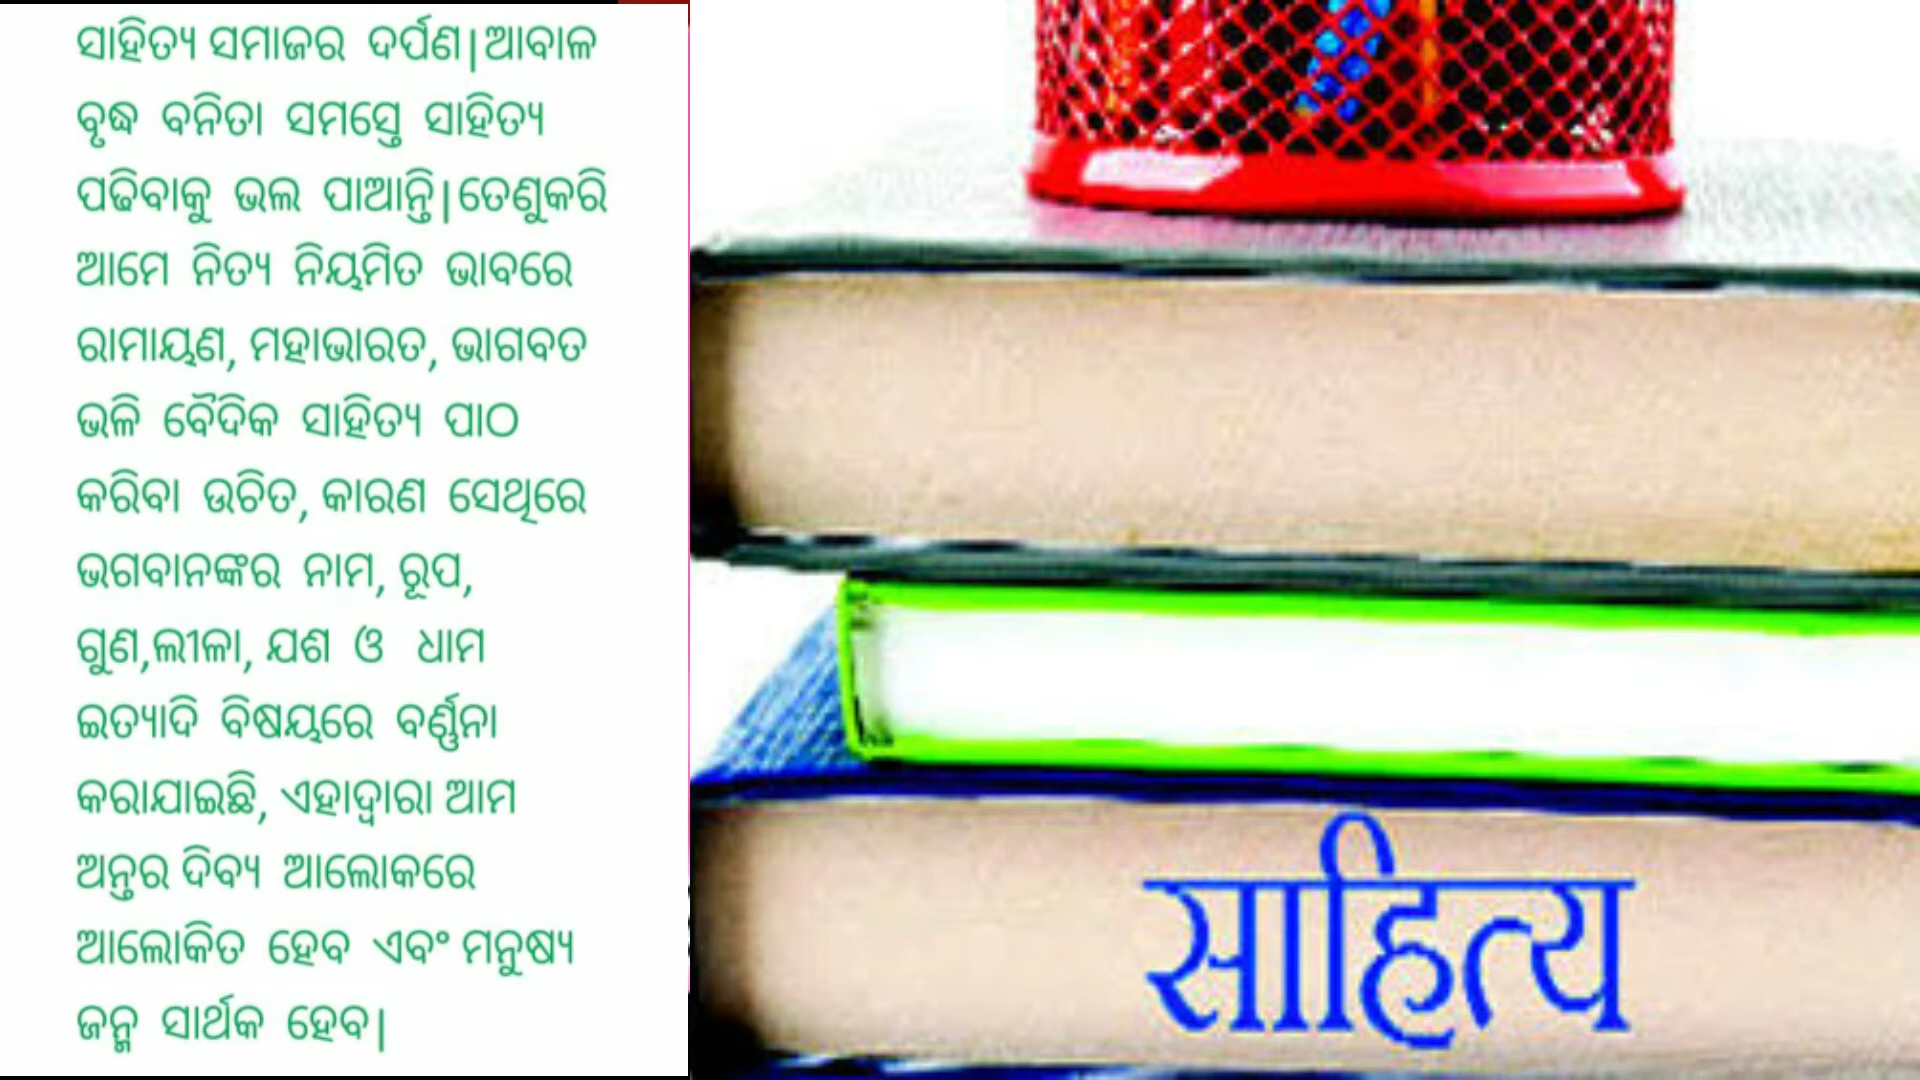 ସାହିତ୍ୟ ସମାଜର ଦର୍ପଣ|ଆବାଳ
ବୃଦ୍ଧ ବନିତା ସମସ୍ତେ ସାହିତ୍ୟ
ପଢିବାକୁ ଭଲ ପାଆନ୍ତି|ତେଣୁକରି
ଆମେ ନିତ୍ୟ ନିୟମିତ ଭାବରେ
ରାମାୟଣ, ମହାଭାରତ, ଭାଗବତ
ଭଳି ବୈଦିକ ସାହିତ୍ୟ ପାଠ
କରିବା ଉଚିତ, କାରଣ ସେଥିରେ
ଭଗବାନଙ୍କର ନାମ, ରୂପ,
ଗୁଣ,ଲୀଳା, ଯଶ ଓ ଧାମ
ଇତ୍ୟାଦି ବିଷୟରେ ବର୍ଣ୍ଣନା
କରାଯାଇଛି, ଏହାଦ୍ୱାରା ଆମ
ଅନ୍ତର ଦିବ୍ୟ ଆଲୋକରେ
ଆଲୋକିତ ହେବ ଏବଂ ମନୁଷ୍ୟ
ଜନ୍ମ ସାର୍ଥକ ହେବ|
साहित्य